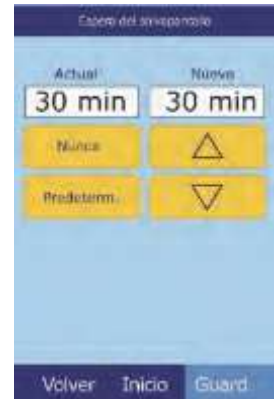 Espera del salvapantalla
Actual Nuevo
30 min 30 min
Nunca
Predeterm.
Volver Inicio Guard.